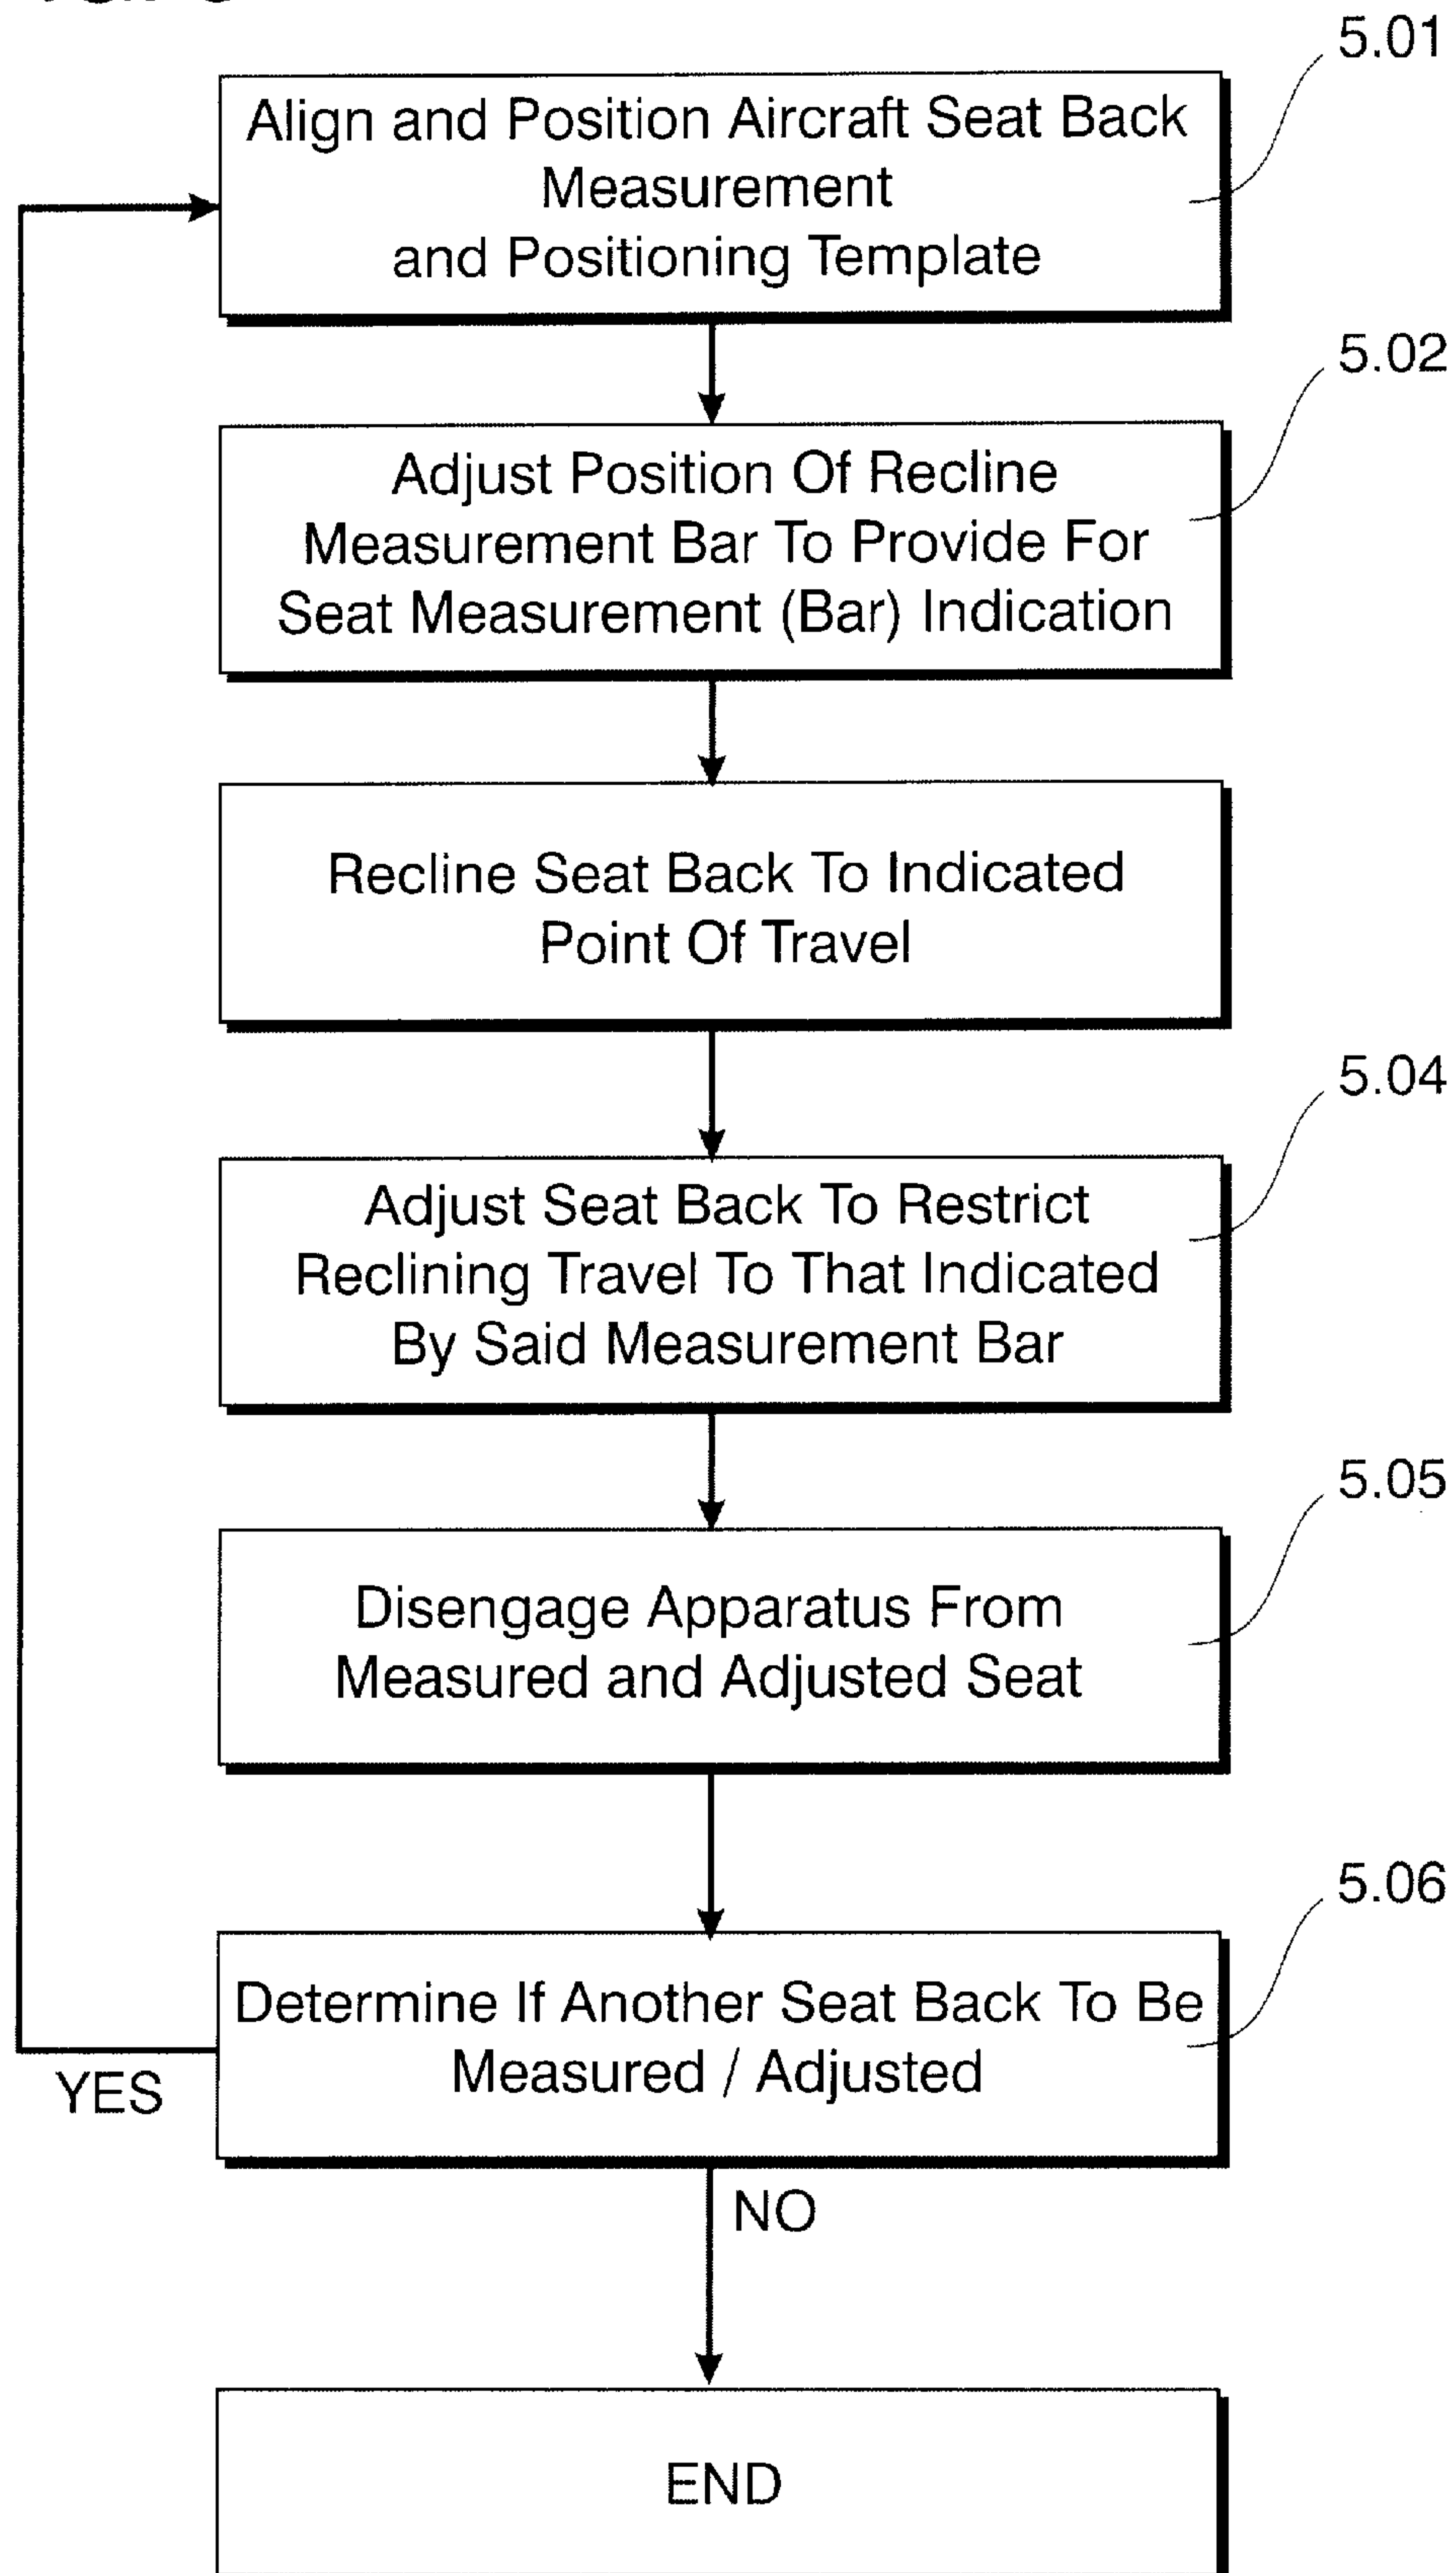 5.01
Align and Position Aircraft Seat Back
Measurement
and Positioning Template
5.02
Adjust Position Of Recline
Measurement Bar To Provide For
Seat Measurement (Bar) Indication
Recline Seat Back To Indicated
Point Of Travel
5.04
Adjust Seat Back To Restrict
Reclining Travel To That Indicated
By Said Measurement Bar
5.05
Disengage Apparatus From
Measured and Adjusted Seat
5.06
Determine If Another Seat Back To Be
Measured / Adjusted
YES
NO
END